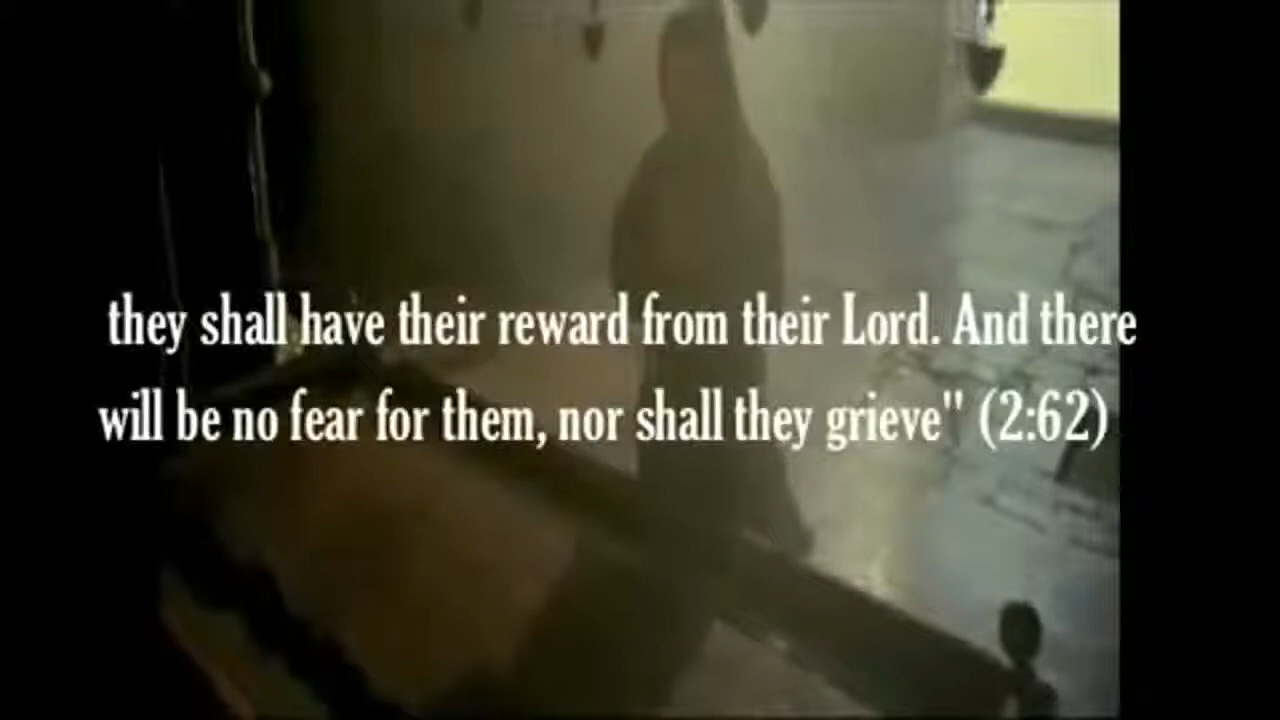 they shall have their reward from their Lord. And there
will be no fear for them, nor shall they grieve" (2:62)